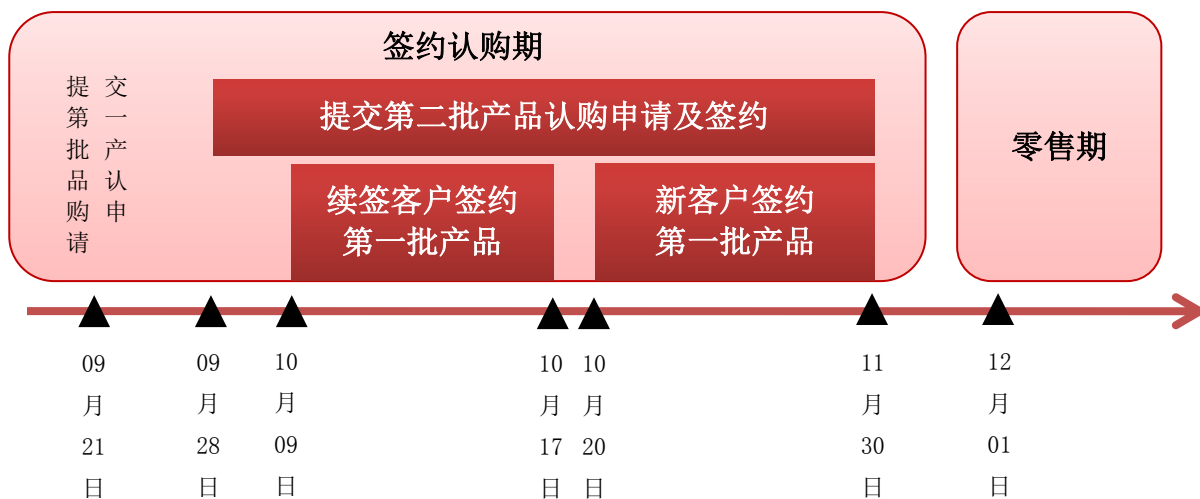 签约认购期
提交
第一
批产
品认
购申
请
提交第二批产品认购申请及签约
续签客户签约
第一批产品
新客户签约
第一批产品
零售期
09月21日
09月28日
10月09日
10月17日
10月20日
11月30日
12月01日